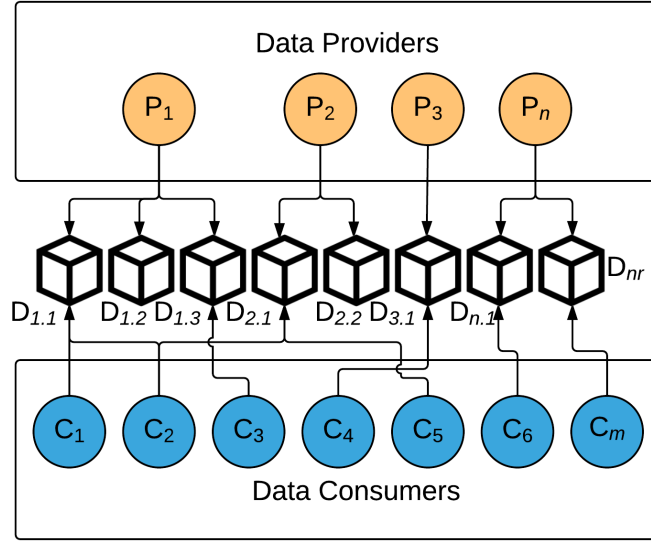 Data Providers
P1 P2 P3 Pn
Dnr
D1.1 D1.2 D1.3 D2.1 D2.2 D3.1 Dn.1
C1 C2 C3 C4 C5 C6 Cm
Data Consumers